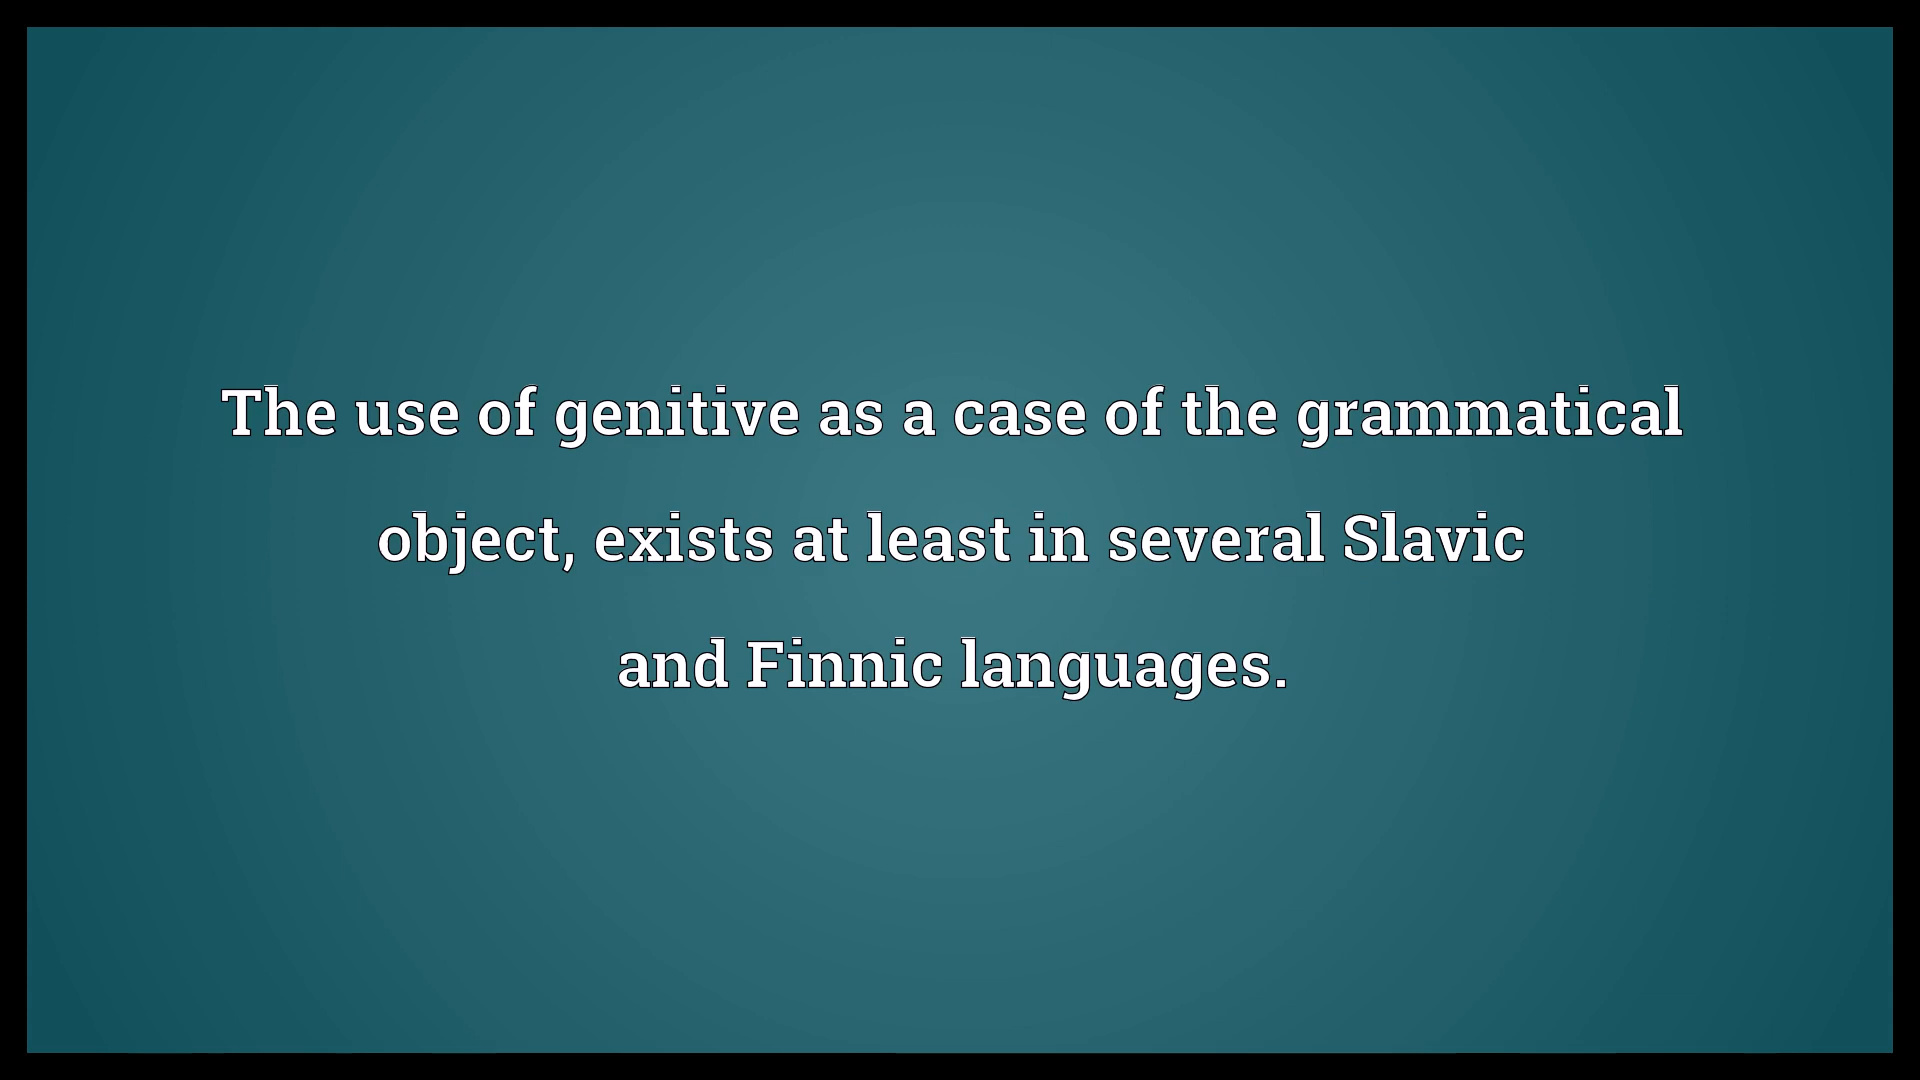 The use of genitive as a case of the grammatical
object, exists at least in several Slavic
and Finnic languages.